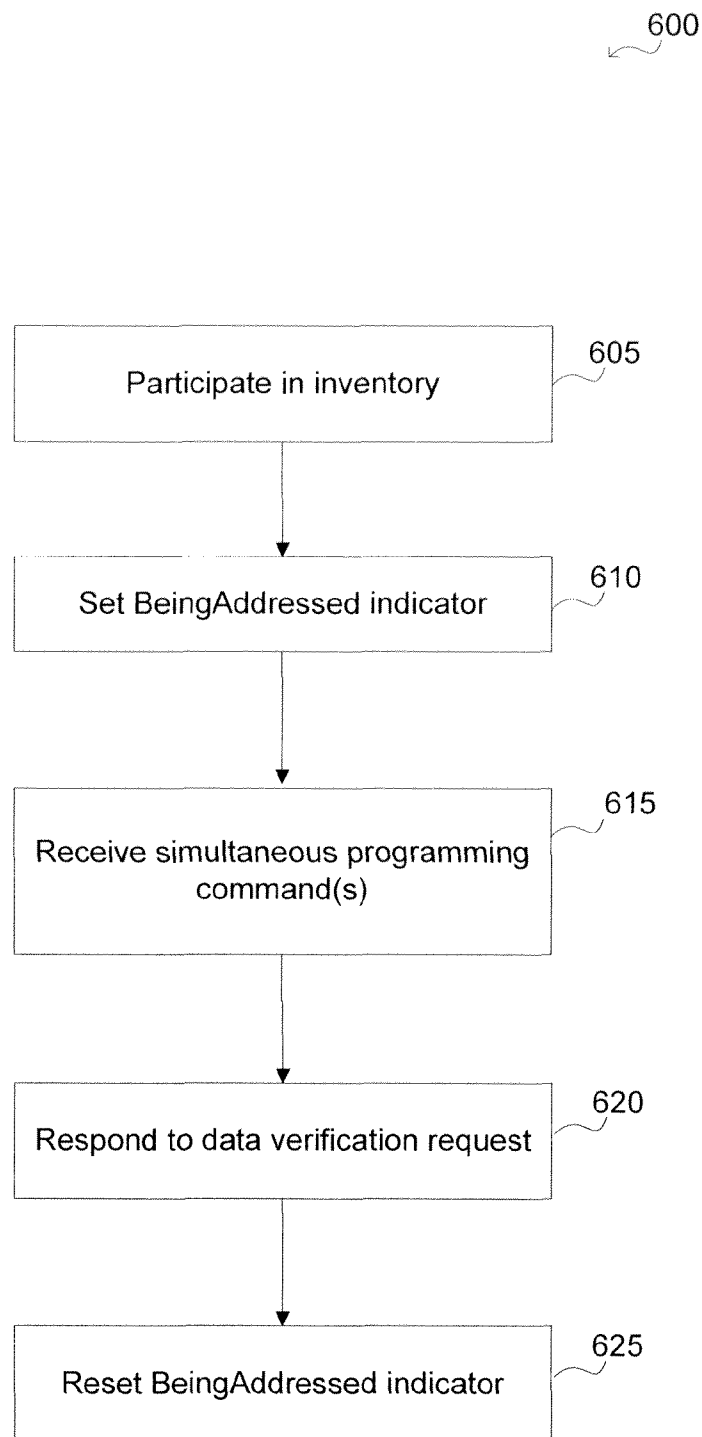 600
Participate in inventory
605
Set BeingAddressed indicator
610
Receive simultaneous programming
command(s)
615
Respond to data verification request
620
Reset BeingAddressed indicator
625